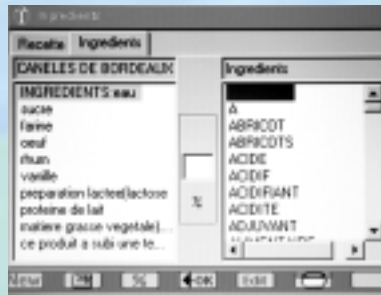 Ingredients
Recette Ingredients
CANELES DE BORDEAUX
INGREDIENTS eau
sucre
farine
oeuf
rhum
vanille
preparation lactee(lactose
proteine de lait
matiere grasse vegetale)...
ce produit a subi une te...
%
Ingredients
A
ABRICOT
ABRICOTS
ACIDE
ACIDIF
ACIDIFIANT
ACIDITE
ADJUVANT
ALIMENTAIRE
New % OK Edit